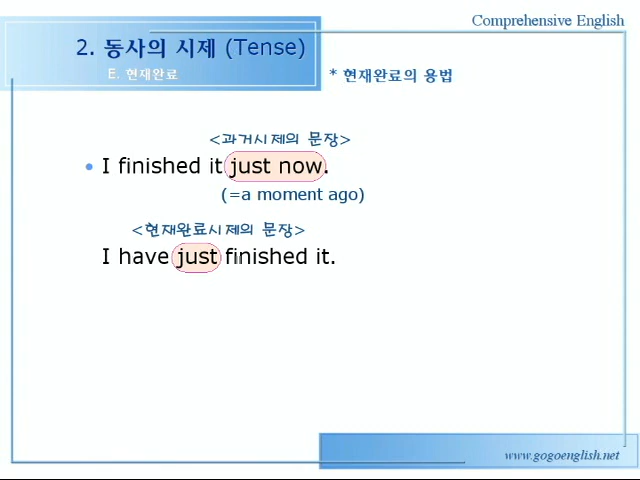 Comprehensive English
2. 동사의 시제 (Tense)
E. 현재완료
* 현재완료의 용법
<과거시제의 문장>
• I finished it just now.
(=a moment ago)
<현재완료시제의 문장>
I have just finished it.
www.gogoenglish.net